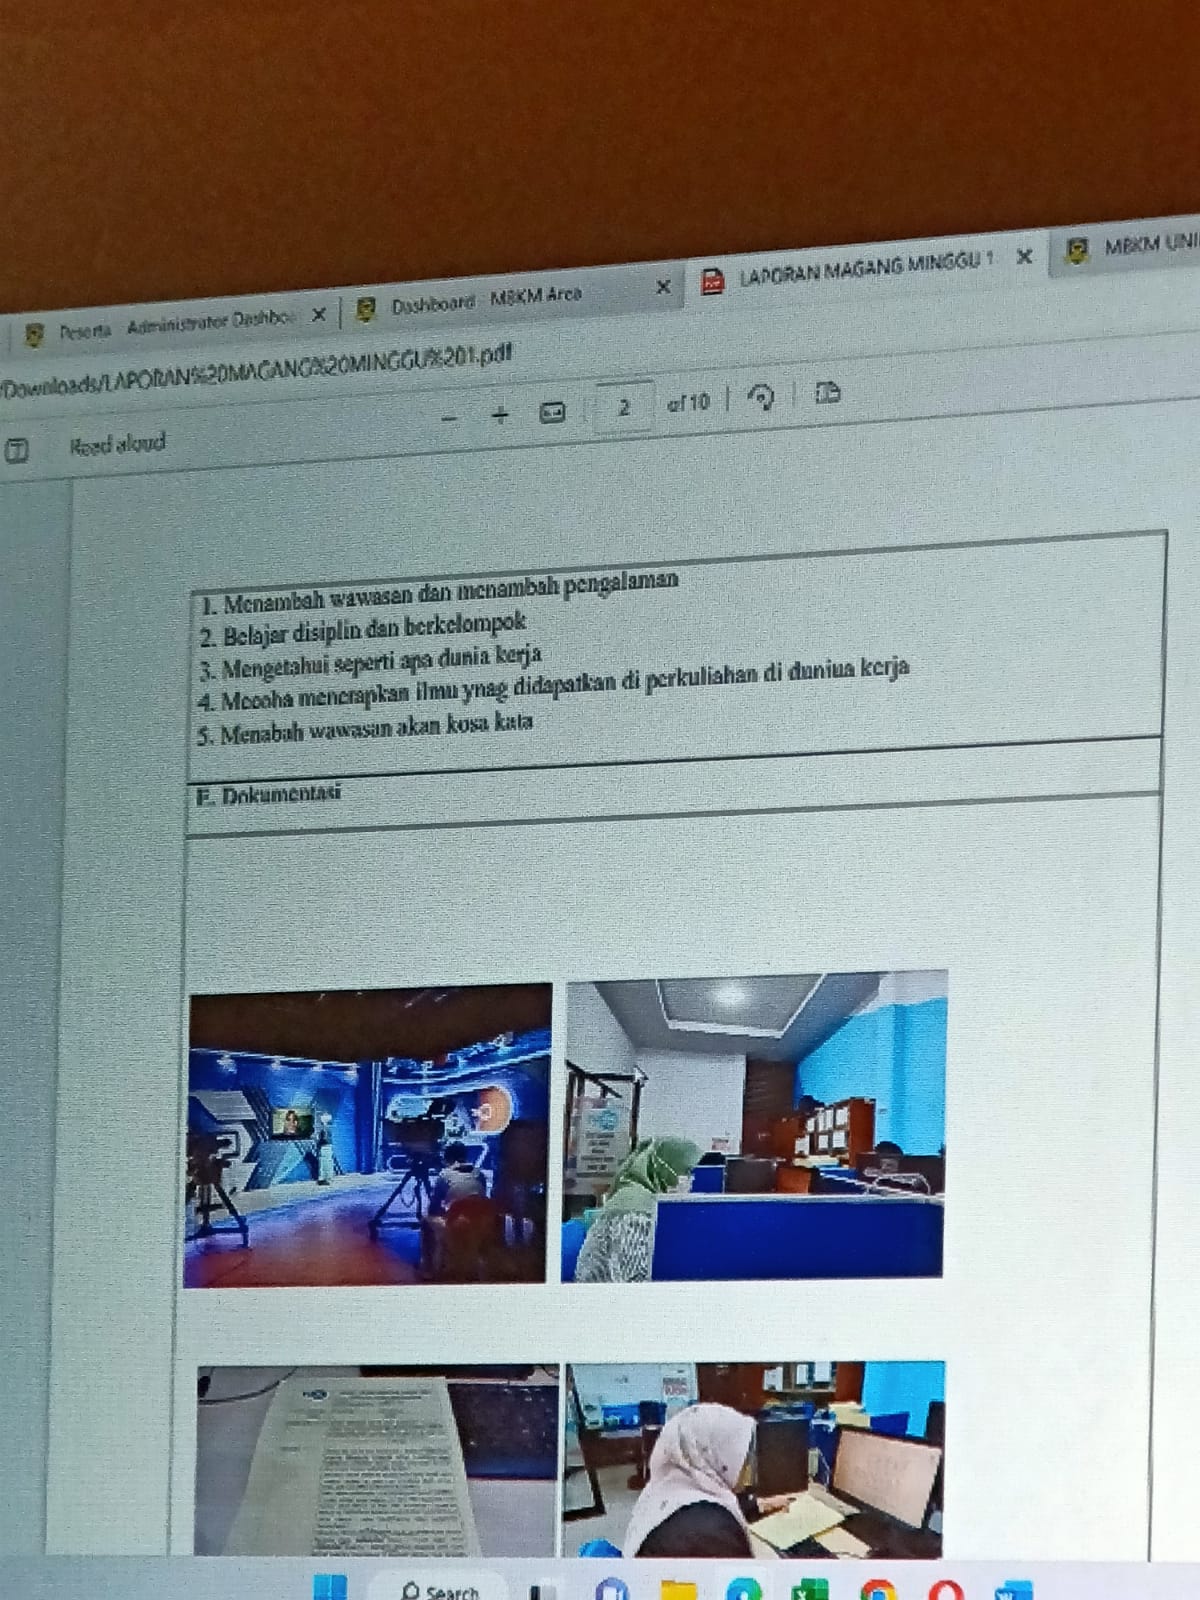 Peserta - Administrator Dashboa
Dashboard - MBKM Area
LAPORAN MAGANG MINGGU 1
MBKM UNI
/Downloads/LAPORAN%20MAGANG%20MINGGU%201.pdf
Read aloud
2 of 10
1. Menambah wawasan dan menambah pengalaman
2. Belajar disiplin dan berkelompok
3. Mengetahui seperti apa dunia kerja
4. Mecoba menerapkan ilmu ynag didapatkan di perkuliahan di duniua kerja
5. Menabah wawasan akan kosa kata
E. Dokumentasi
Search